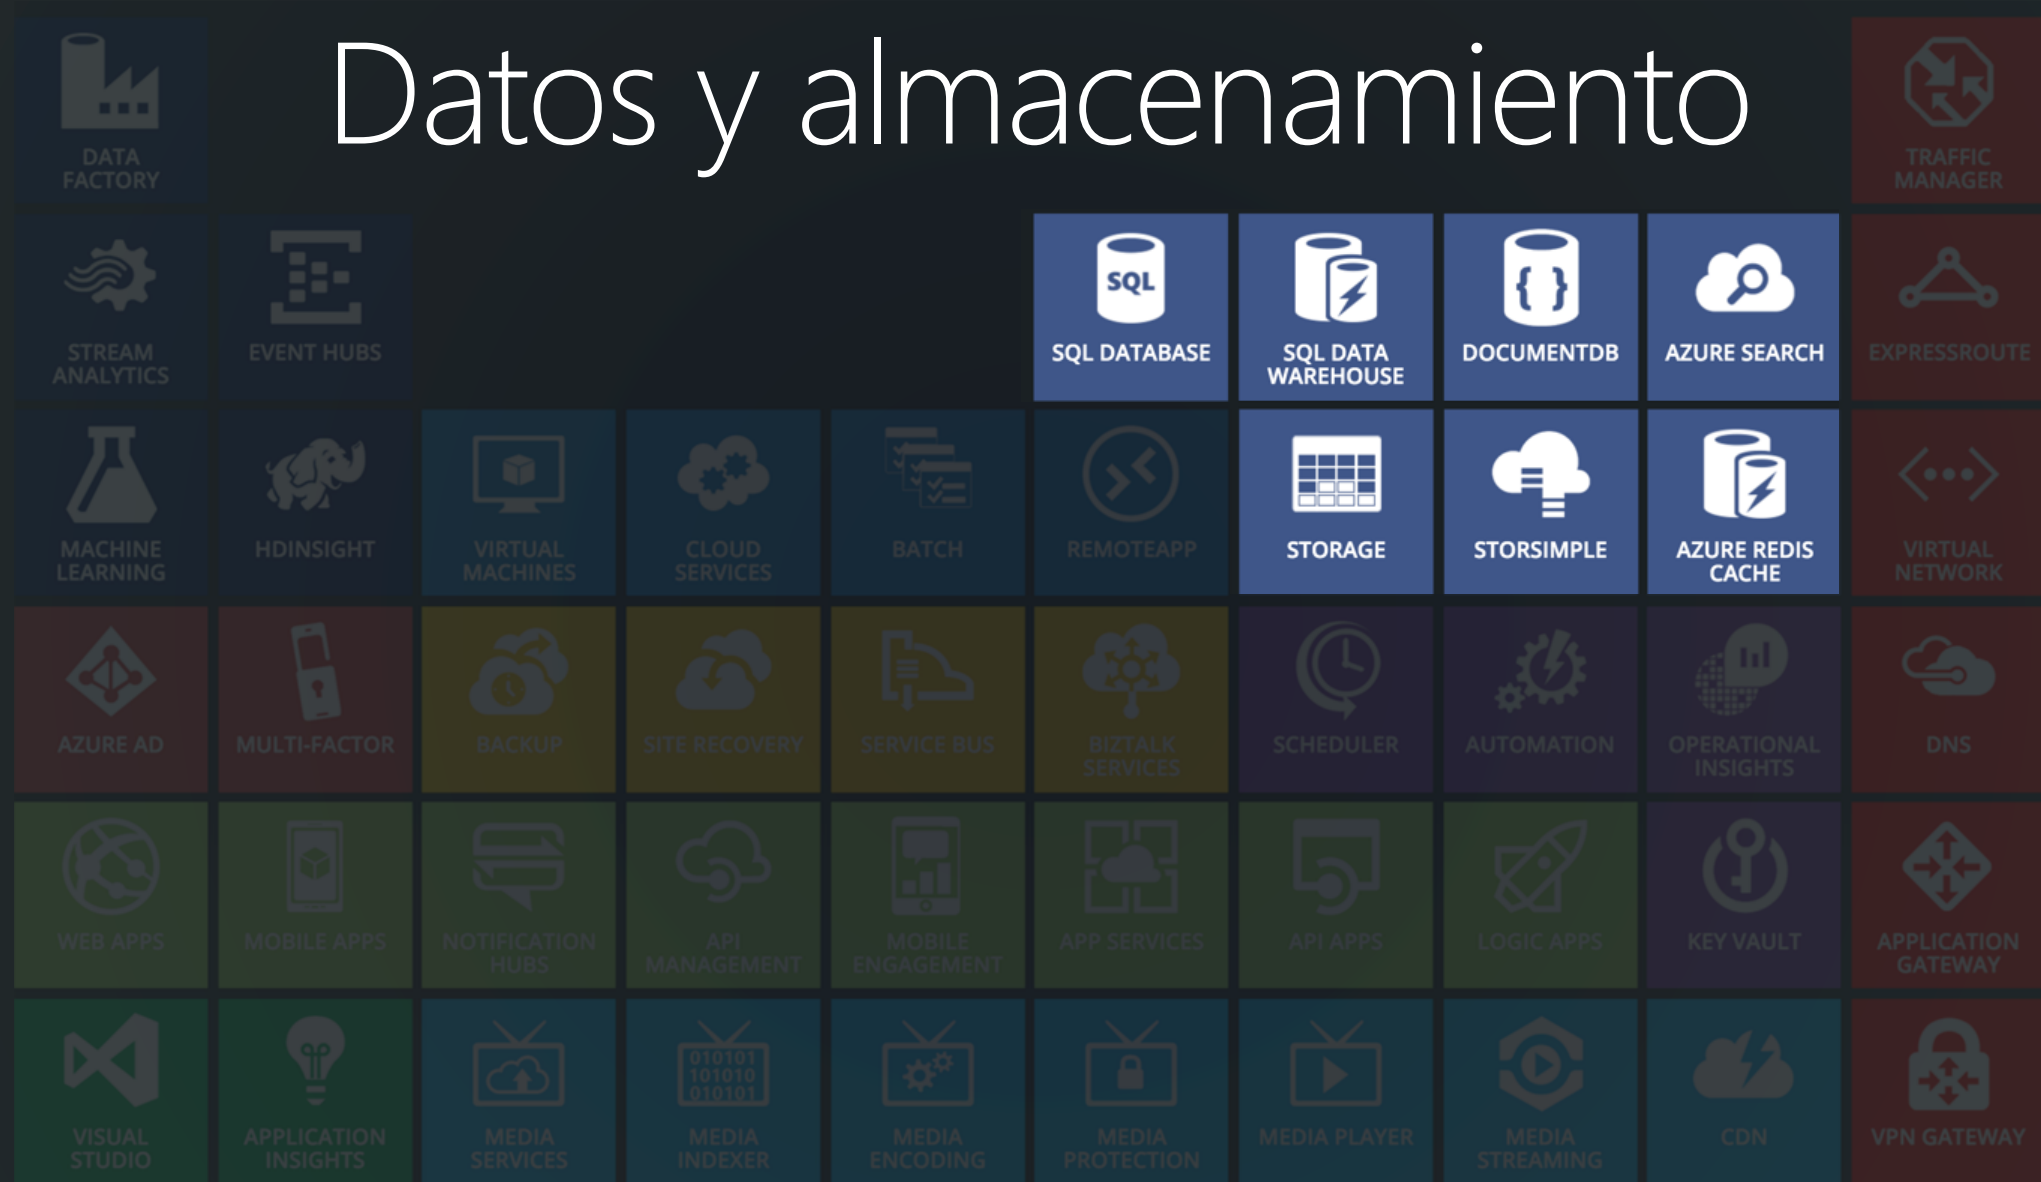 Datos y almacenamiento
DATA
FACTORY
TRAFFIC
MANAGER
STREAM
ANALYTICS
EVENT HUBS
SQL
SQL DATABASE
SQL DATA
WAREHOUSE
{ }
DOCUMENTDB
AZURE SEARCH
EXPRESSROUTE
MACHINE
LEARNING
HDINSIGHT
VIRTUAL
MACHINES
CLOUD
SERVICES
BATCH
REMOTEAPP
STORAGE
STORSIMPLE
AZURE REDIS
CACHE
VIRTUAL
NETWORK
AZURE AD
MULTI-FACTOR
BACKUP
SITE RECOVERY
SERVICE BUS
BIZTALK
SERVICES
SCHEDULER
AUTOMATION
OPERATIONAL
INSIGHTS
DNS
WEB APPS
MOBILE APPS
NOTIFICATION
HUBS
API
MANAGEMENT
MOBILE
ENGAGEMENT
APP SERVICES
API APPS
LOGIC APPS
KEY VAULT
APPLICATION
GATEWAY
VISUAL
STUDIO
APPLICATION
INSIGHTS
MEDIA
SERVICES
010101
101010
010101
MEDIA
INDEXER
MEDIA
ENCODING
MEDIA
PROTECTION
MEDIA PLAYER
MEDIA
STREAMING
CDN
VPN GATEWAY